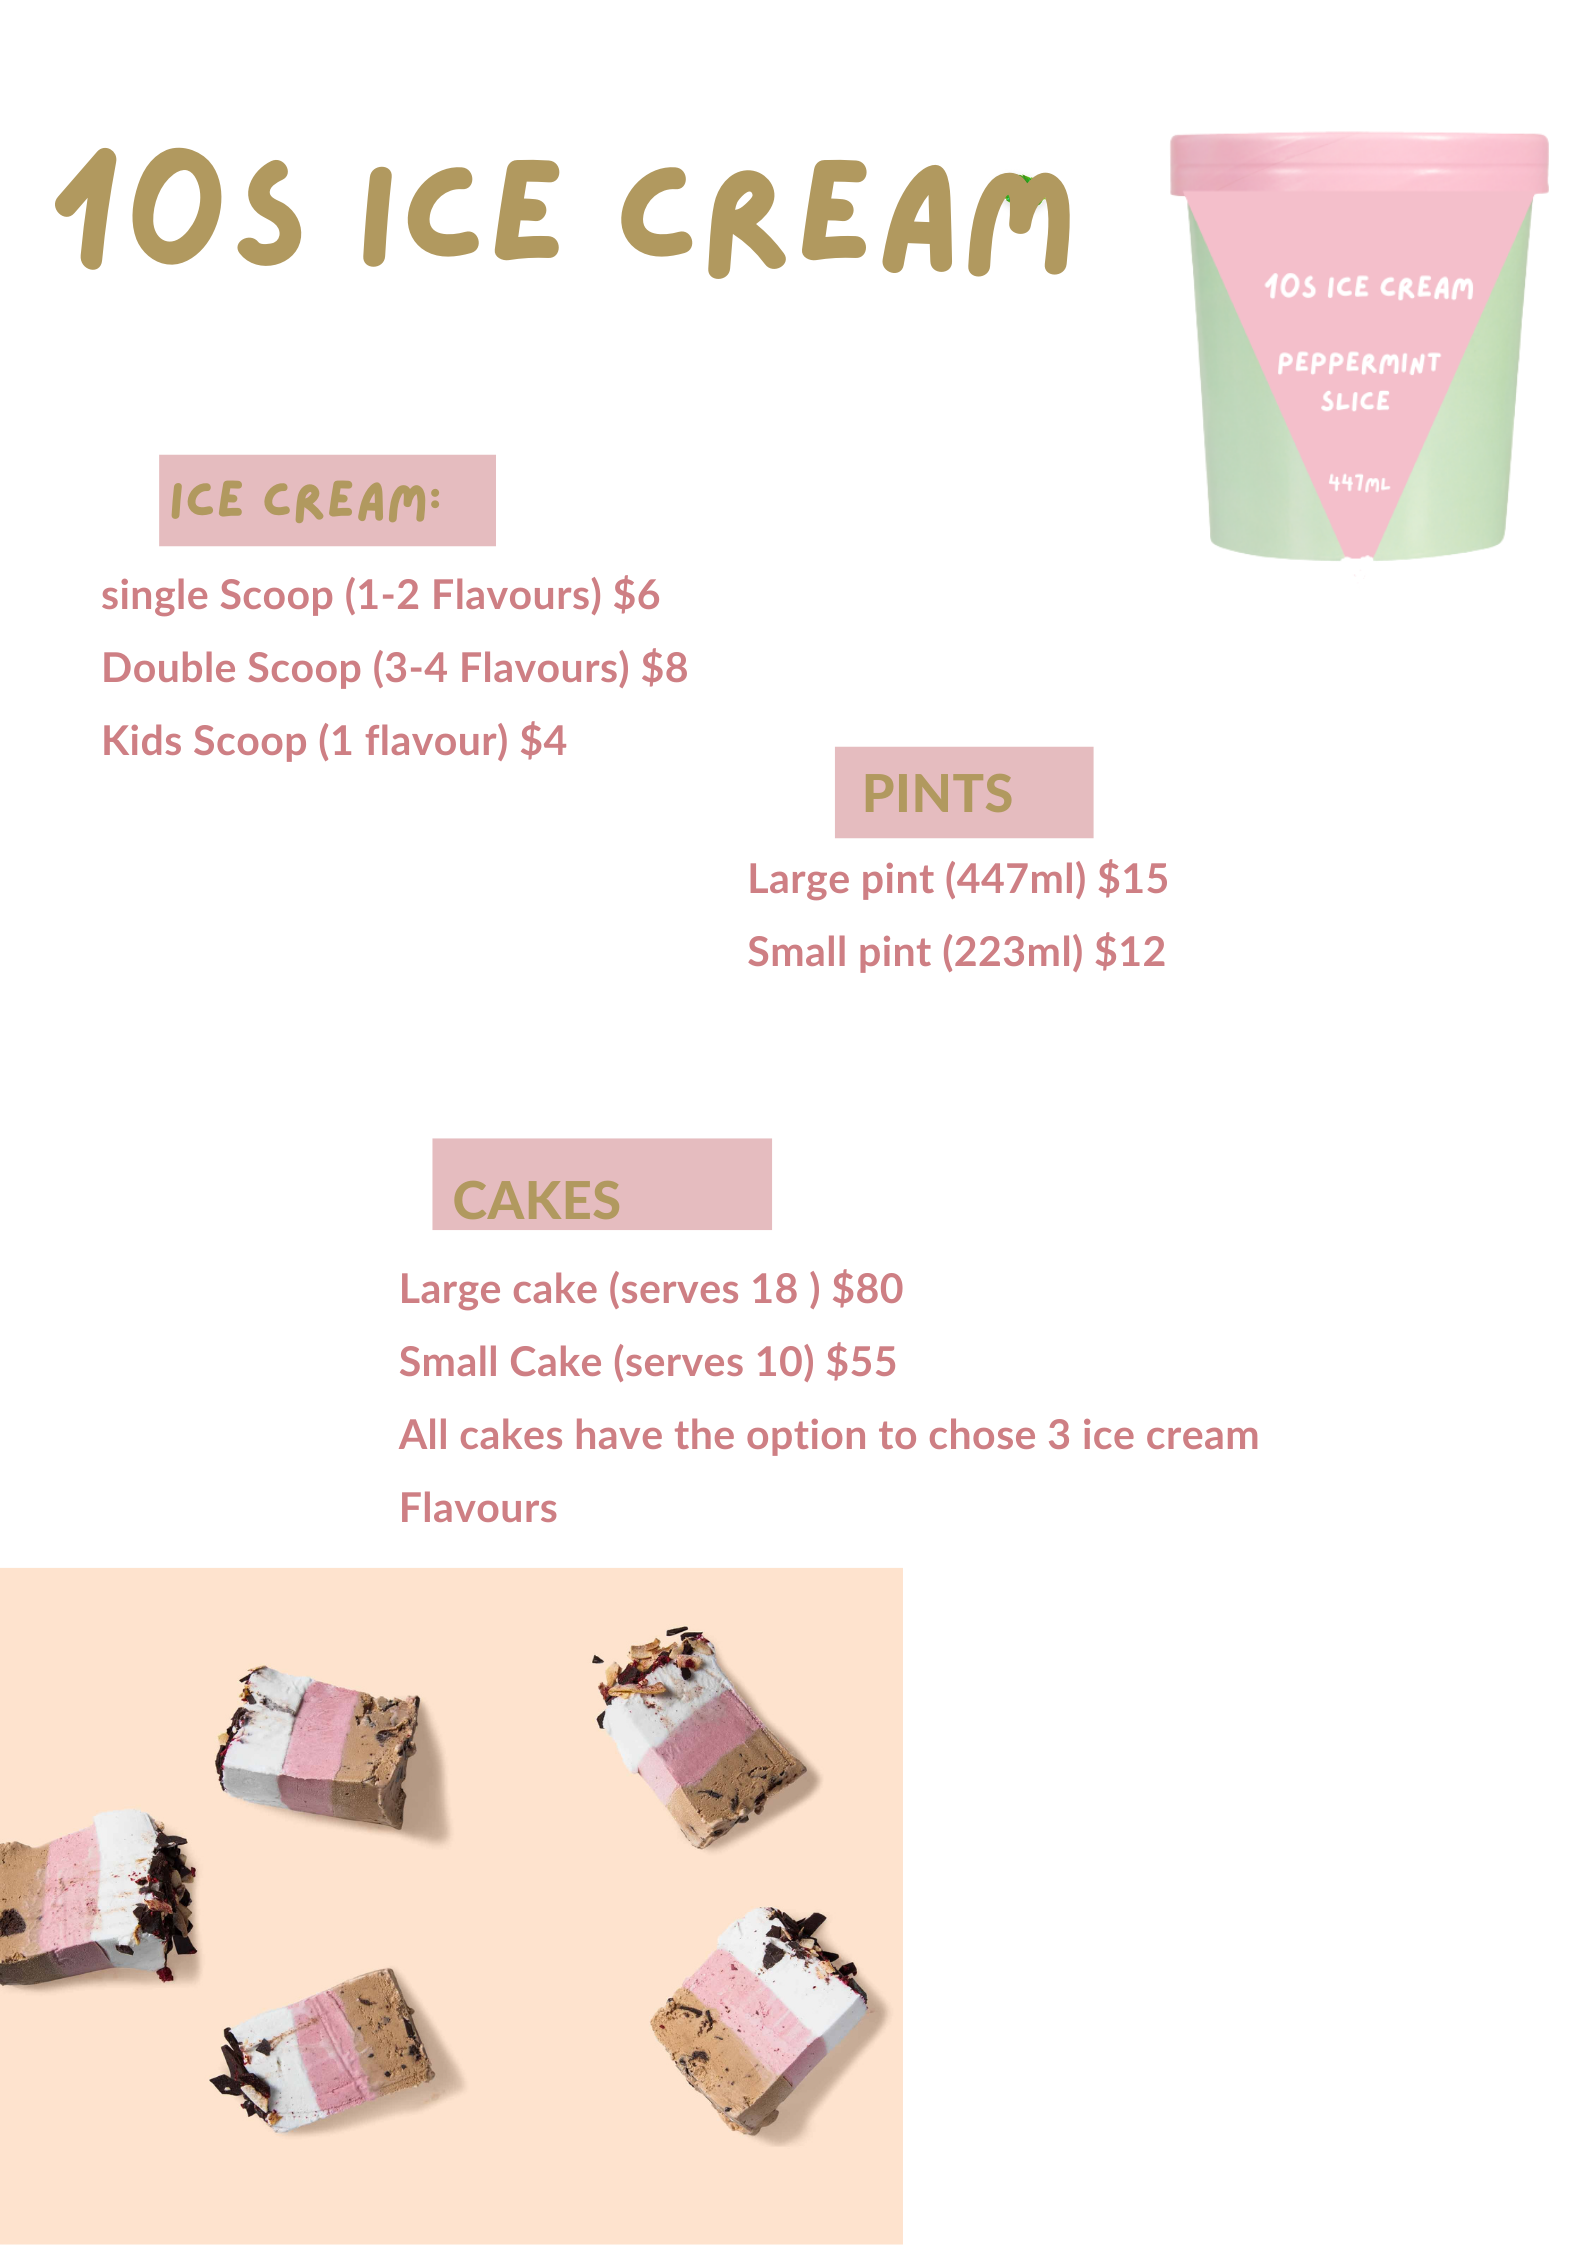 10S ICE CREAM
10S ICE CREAM
PEPPERMINT
SLICE
447ML
ICE CREAM:
single Scoop (1-2 Flavours) $6
Double Scoop (3-4 Flavours) $8
Kids Scoop (1 flavour) $4
PINTS
Large pint (447ml) $15
Small pint (223ml) $12
CAKES
Large cake (serves 18 ) $80
Small Cake (serves 10) $55
All cakes have the option to chose 3 ice cream
Flavours